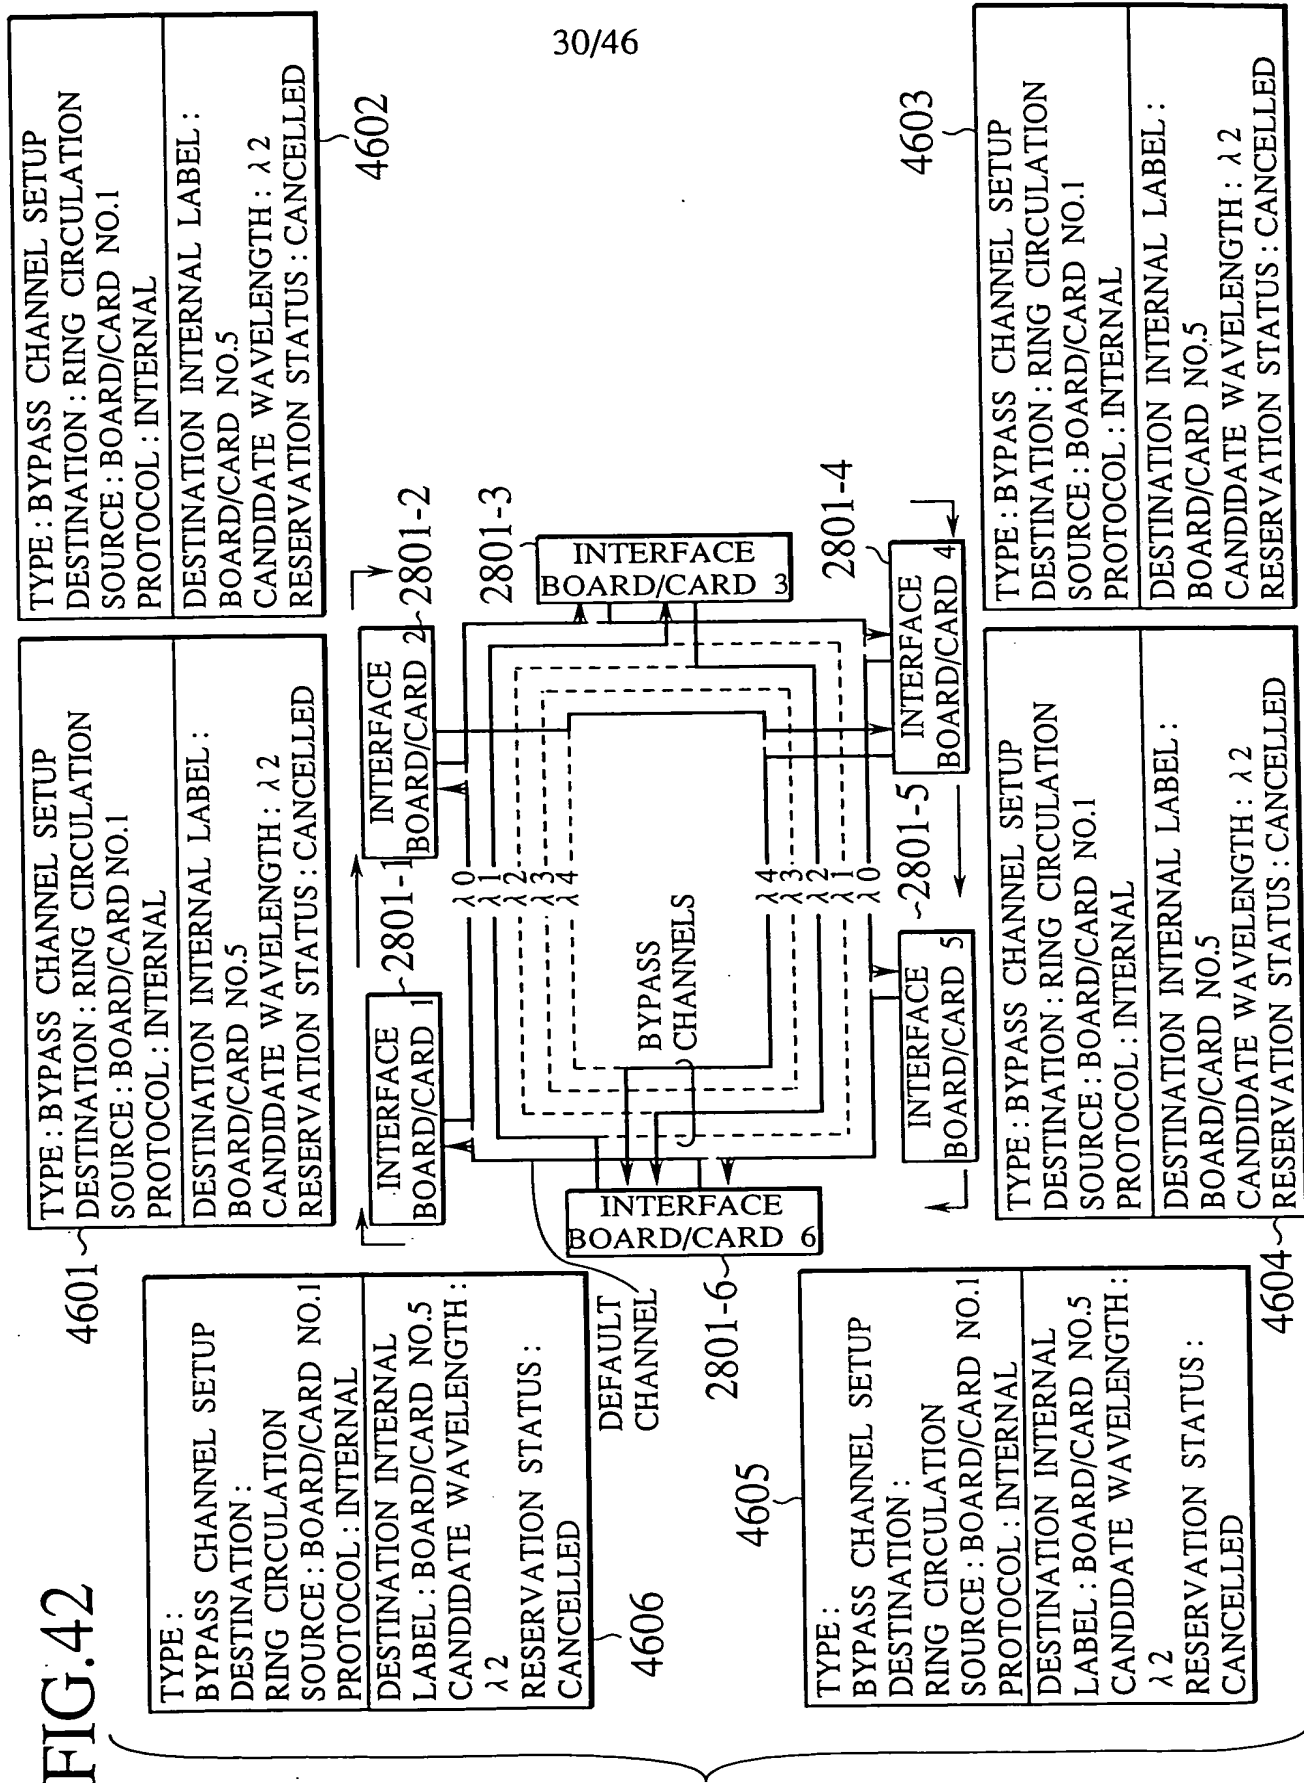 30/46
FIG.42
4601
TYPE : BYPASS CHANNEL SETUP
DESTINATION : RING CIRCULATION
SOURCE : BOARD/CARD NO.1
PROTOCOL : INTERNAL
DESTINATION INTERNAL LABEL :
BOARD/CARD NO.5
CANDIDATE WAVELENGTH : λ2
RESERVATION STATUS : CANCELLED
TYPE : BYPASS CHANNEL SETUP
DESTINATION : RING CIRCULATION
SOURCE : BOARD/CARD NO.1
PROTOCOL : INTERNAL
DESTINATION INTERNAL LABEL :
BOARD/CARD NO.5
CANDIDATE WAVELENGTH : λ2
RESERVATION STATUS : CANCELLED
4602
TYPE :
BYPASS CHANNEL SETUP
DESTINATION :
RING CIRCULATION
SOURCE : BOARD/CARD NO.1
PROTOCOL : INTERNAL
DESTINATION INTERNAL
LABEL : BOARD/CARD NO.5
CANDIDATE WAVELENGTH :
λ2
RESERVATION STATUS :
CANCELLED
4606
INTERFACE
BOARD/CARD 1
2801-1
INTERFACE
BOARD/CARD 2
2801-2
2801-3
INTERFACE
BOARD/CARD 3
λ0
λ1
λ2
λ3
λ4
DEFAULT
CHANNEL
INTERFACE
BOARD/CARD 6
2801-6
BYPASS
CHANNELS
λ4
λ3
λ2
λ1
λ0
2801-4
INTERFACE
BOARD/CARD 4
2801-5
INTERFACE
BOARD/CARD 5
4605
TYPE :
BYPASS CHANNEL SETUP
DESTINATION :
RING CIRCULATION
SOURCE : BOARD/CARD NO.1
PROTOCOL : INTERNAL
DESTINATION INTERNAL
LABEL : BOARD/CARD NO.5
CANDIDATE WAVELENGTH :
λ2
RESERVATION STATUS :
CANCELLED
TYPE : BYPASS CHANNEL SETUP
DESTINATION : RING CIRCULATION
SOURCE : BOARD/CARD NO.1
PROTOCOL : INTERNAL
DESTINATION INTERNAL LABEL :
BOARD/CARD NO.5
CANDIDATE WAVELENGTH : λ2
RESERVATION STATUS : CANCELLED
4604
4603
TYPE : BYPASS CHANNEL SETUP
DESTINATION : RING CIRCULATION
SOURCE : BOARD/CARD NO.1
PROTOCOL : INTERNAL
DESTINATION INTERNAL LABEL :
BOARD/CARD NO.5
CANDIDATE WAVELENGTH : λ2
RESERVATION STATUS : CANCELLED